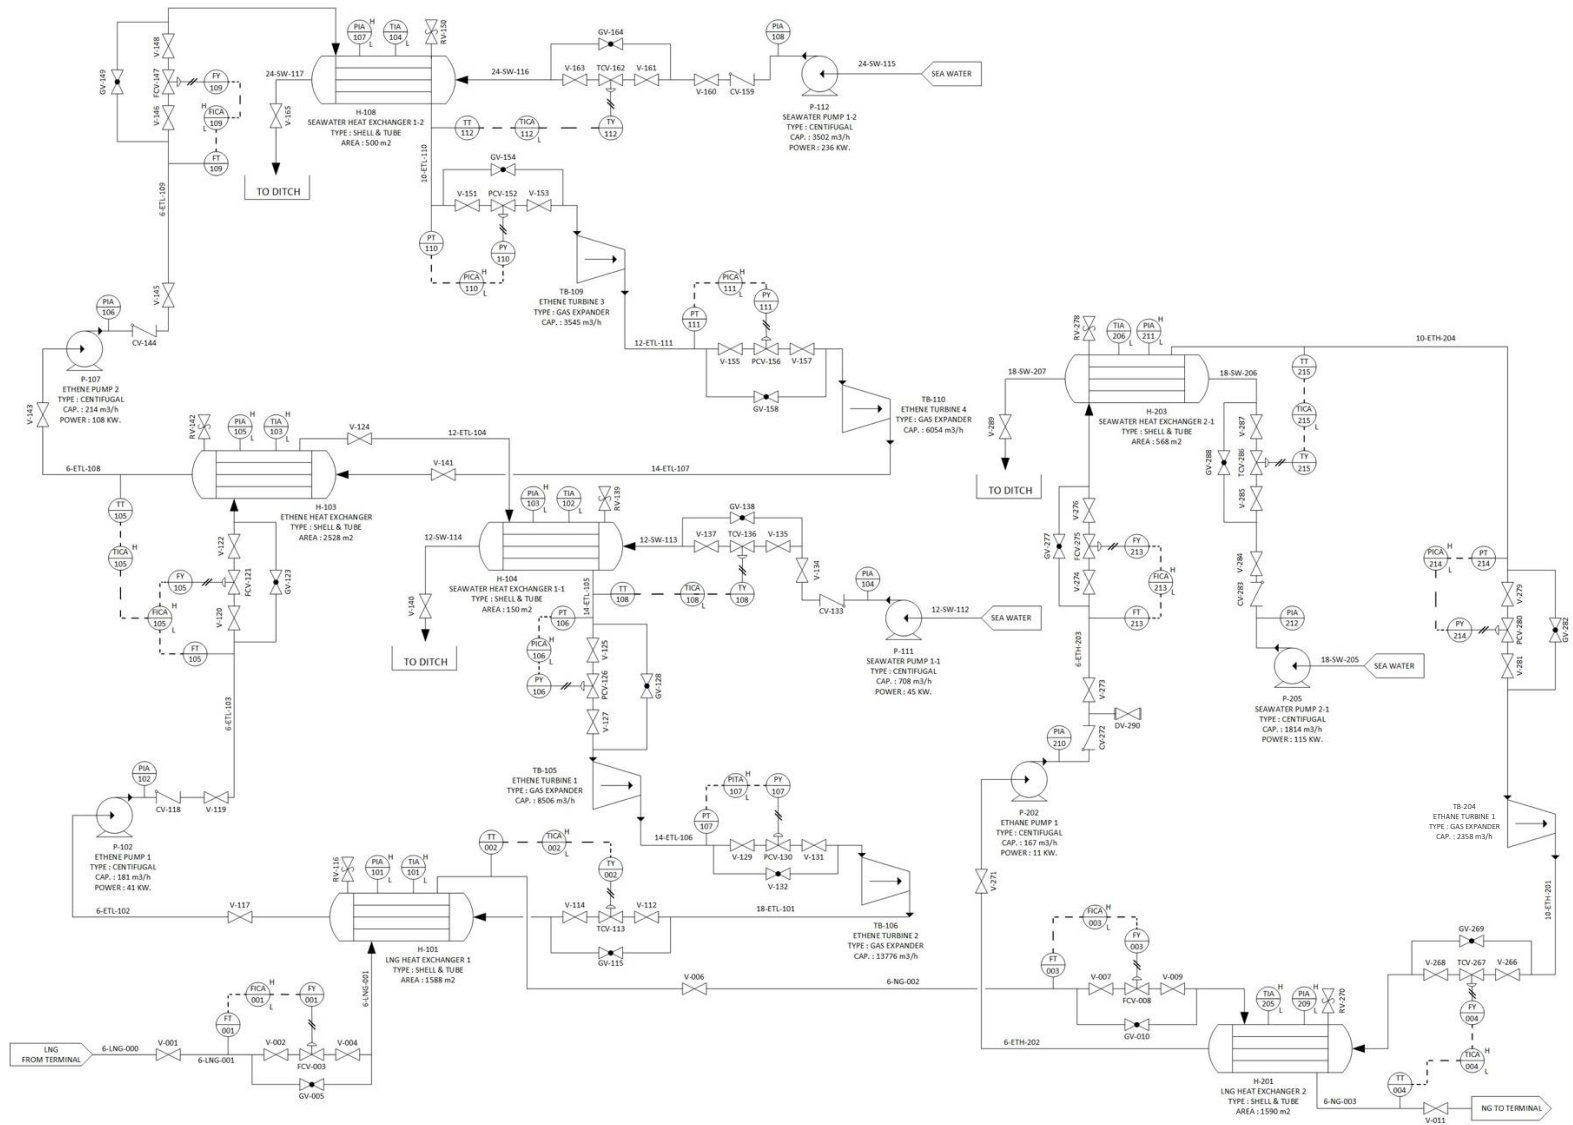 V-148
GV-149
FCV-147
V-146
FY
109
H
FICA
109
L
FT
109
6-ETL-109
V-145
PIA
107
H
L
TIA
104
L
RV-150
24-SW-117
V-165
TO DITCH
H-108
SEAWATER HEAT EXCHANGER 1-2
TYPE : SHELL & TUBE
AREA : 500 m2
24-SW-116
GV-164
V-163
TCV-162
V-161
V-160
CV-159
PIA
108
24-SW-115
SEA WATER
P-112
SEAWATER PUMP 1-2
TYPE : CENTIFUGAL
CAP. : 3502 m3/h
POWER : 236 KW.
TT
112
TICA
112
H
L
TY
112
10-ETL-110
GV-154
V-151
PCV-152
V-153
PT
110
PICA
110
H
L
PY
110
TB-109
ETHENE TURBINE 3
TYPE : GAS EXPANDER
CAP. : 3545 m3/h
12-ETL-111
PT
111
PICA
111
H
L
PY
111
V-155
PCV-156
V-157
GV-158
TB-110
ETHENE TURBINE 4
TYPE : GAS EXPANDER
CAP. : 6054 m3/h
14-ETL-107
PIA
106
CV-144
P-107
ETHENE PUMP 2
TYPE : CENTIFUGAL
CAP. : 214 m3/h
POWER : 108 KW.
V-143
6-ETL-108
RV-142
PIA
105
H
L
TIA
103
H
L
V-124
12-ETL-104
V-141
H-103
ETHENE HEAT EXCHANGER
TYPE : SHELL & TUBE
AREA : 2528 m2
TT
105
TICA
105
H
L
FY
105
FICA
105
H
L
FT
105
V-122
FCV-121
V-120
GV-123
6-ETL-103
PIA
103
H
L
TIA
102
L
RV-139
12-SW-114
V-140
TO DITCH
H-104
SEAWATER HEAT EXCHANGER 1-1
TYPE : SHELL & TUBE
AREA : 150 m2
12-SW-113
GV-138
V-137
TCV-136
V-135
V-134
CV-133
PIA
104
12-SW-112
SEA WATER
P-111
SEAWATER PUMP 1-1
TYPE : CENTIFUGAL
CAP. : 708 m3/h
POWER : 45 KW.
TT
108
TICA
108
H
L
TY
108
14-ETL-105
PT
106
PICA
106
H
L
PY
106
V-125
PCV-126
V-127
GV-128
TB-105
ETHENE TURBINE 1
TYPE : GAS EXPANDER
CAP. : 8506 m3/h
14-ETL-106
PT
107
PITA
107
H
L
PY
107
V-129
PCV-130
V-131
V-132
TB-106
ETHENE TURBINE 2
TYPE : GAS EXPANDER
CAP. : 13776 m3/h
PIA
102
CV-118
V-119
P-102
ETHENE PUMP 1
TYPE : CENTIFUGAL
CAP. : 181 m3/h
POWER : 41 KW.
6-ETL-102
V-117
RV-116
PIA
101
H
L
TIA
101
H
L
H-101
LNG HEAT EXCHANGER 1
TYPE : SHELL & TUBE
AREA : 1588 m2
TT
002
TICA
002
H
L
TY
002
V-114
TCV-113
V-112
GV-115
18-ETL-101
6-LNG-001
FICA
001
H
L
FY
001
FT
001
LNG
FROM TERMINAL
6-LNG-000
V-001
6-LNG-001
V-002
FCV-003
V-004
GV-005
V-006
6-NG-002
RV-278
TIA
206
L
PIA
211
H
L
10-ETH-204
18-SW-207
V-289
TO DITCH
H-203
SEAWATER HEAT EXCHANGER 2-1
TYPE : SHELL & TUBE
AREA : 568 m2
18-SW-206
TT
215
TICA
215
H
L
TY
215
V-287
TCV-286
V-285
GV-288
V-284
CV-283
PIA
212
18-SW-205
SEA WATER
P-205
SEAWATER PUMP 2-1
TYPE : CENTIFUGAL
CAP. : 1814 m3/h
POWER : 115 KW.
V-276
FCV-275
V-274
GV-277
FY
213
FICA
213
H
L
FT
213
6-ETH-203
V-273
DV-290
CV-272
PIA
210
P-202
ETHANE PUMP 1
TYPE : CENTIFUGAL
CAP. : 167 m3/h
POWER : 11 KW.
V-271
PICA
214
H
L
PT
214
PY
214
V-279
PCV-280
V-281
GV-282
TB-204
ETHANE TURBINE 1
TYPE : GAS EXPANDER
CAP. : 2358 m3/h
10-ETH-201
FICA
003
H
L
FY
003
FT
003
V-007
FCV-008
V-009
GV-010
6-ETH-202
TIA
205
H
L
PIA
209
H
L
RV-270
H-201
LNG HEAT EXCHANGER 2
TYPE : SHELL & TUBE
AREA : 1590 m2
GV-269
V-268
TCV-267
V-266
FY
004
TICA
004
H
L
TT
004
6-NG-003
V-011
NG TO TERMINAL